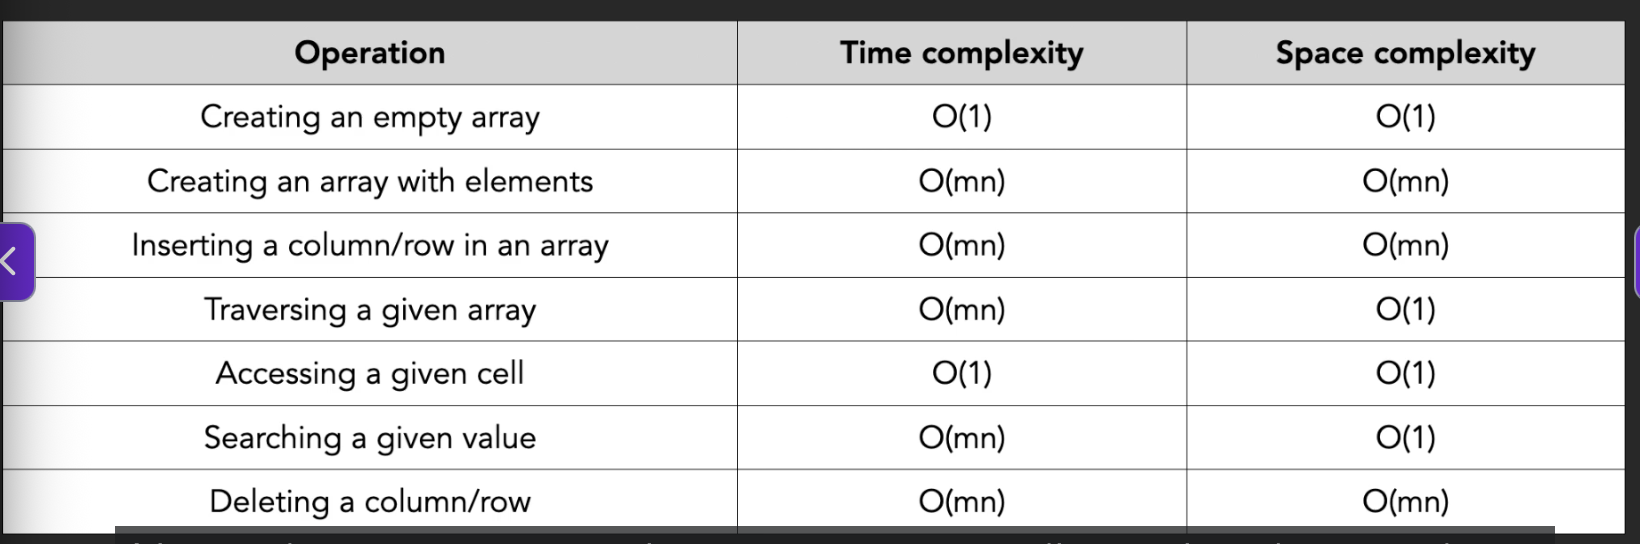 Operation Time complexity Space complexity
Creating an empty array O(1) O(1)
Creating an array with elements O(mn) O(mn)
Inserting a column/row in an array O(mn) O(mn)
Traversing a given array O(mn) O(1)
Accessing a given cell O(1) O(1)
Searching a given value O(mn) O(1)
Deleting a column/row O(mn) O(mn)